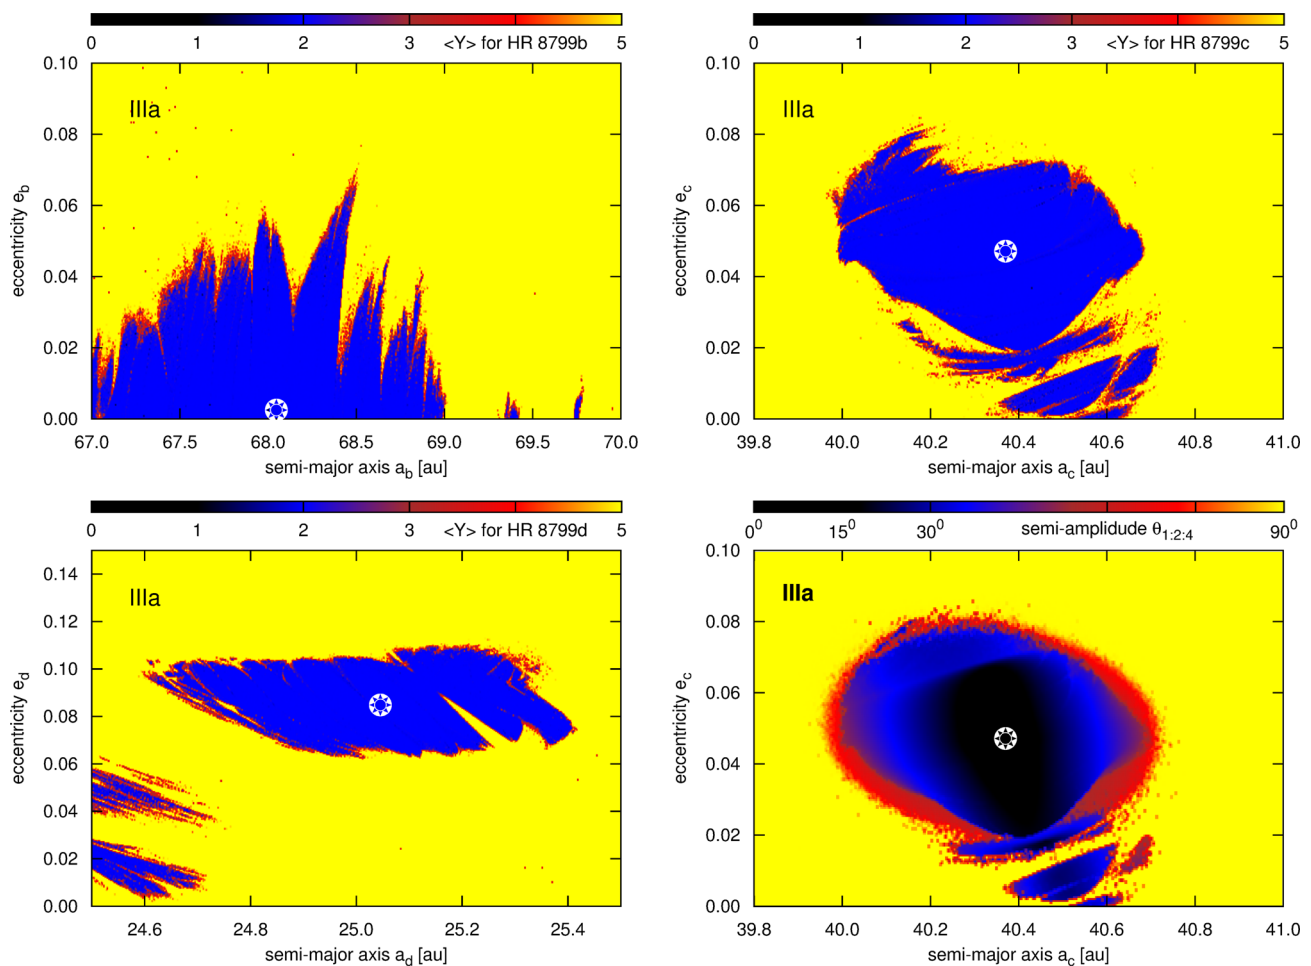 0 1 2 3 <Y> for HR 8799b 5
0.10
0.08
0.06
0.04
0.02
0.00
eccentricity e_b
IIIa
67.0 67.5 68.0 68.5 69.0 69.5 70.0
semi-major axis a_b [au]
0 1 2 3 <Y> for HR 8799c 5
0.10
0.08
0.06
0.04
0.02
0.00
eccentricity e_c
IIIa
39.8 40.0 40.2 40.4 40.6 40.8 41.0
semi-major axis a_c [au]
0 1 2 3 <Y> for HR 8799d 5
0.14
0.12
0.10
0.08
0.06
0.04
0.02
0.00
eccentricity e_d
IIIa
24.6 24.8 25.0 25.2 25.4
semi-major axis a_d [au]
0⁰ 15⁰ 30⁰ semi-amplidude θ_1:2:4 90⁰
0.10
0.08
0.06
0.04
0.02
0.00
eccentricity e_c
IIIa
39.8 40.0 40.2 40.4 40.6 40.8 41.0
semi-major axis a_c [au]